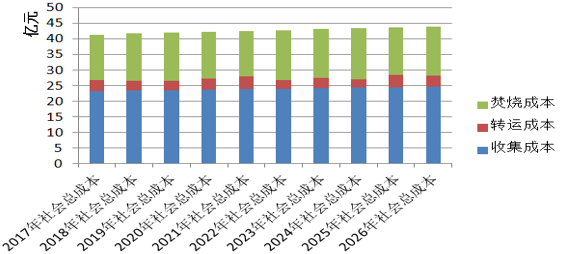 50
45
40
35
30
25
20
15
10
5
0
亿元
2017年社会总成本
2018年社会总成本
2019年社会总成本
2020年社会总成本
2021年社会总成本
2022年社会总成本
2023年社会总成本
2024年社会总成本
2025年社会总成本
2026年社会总成本
焚烧成本
转运成本
收集成本